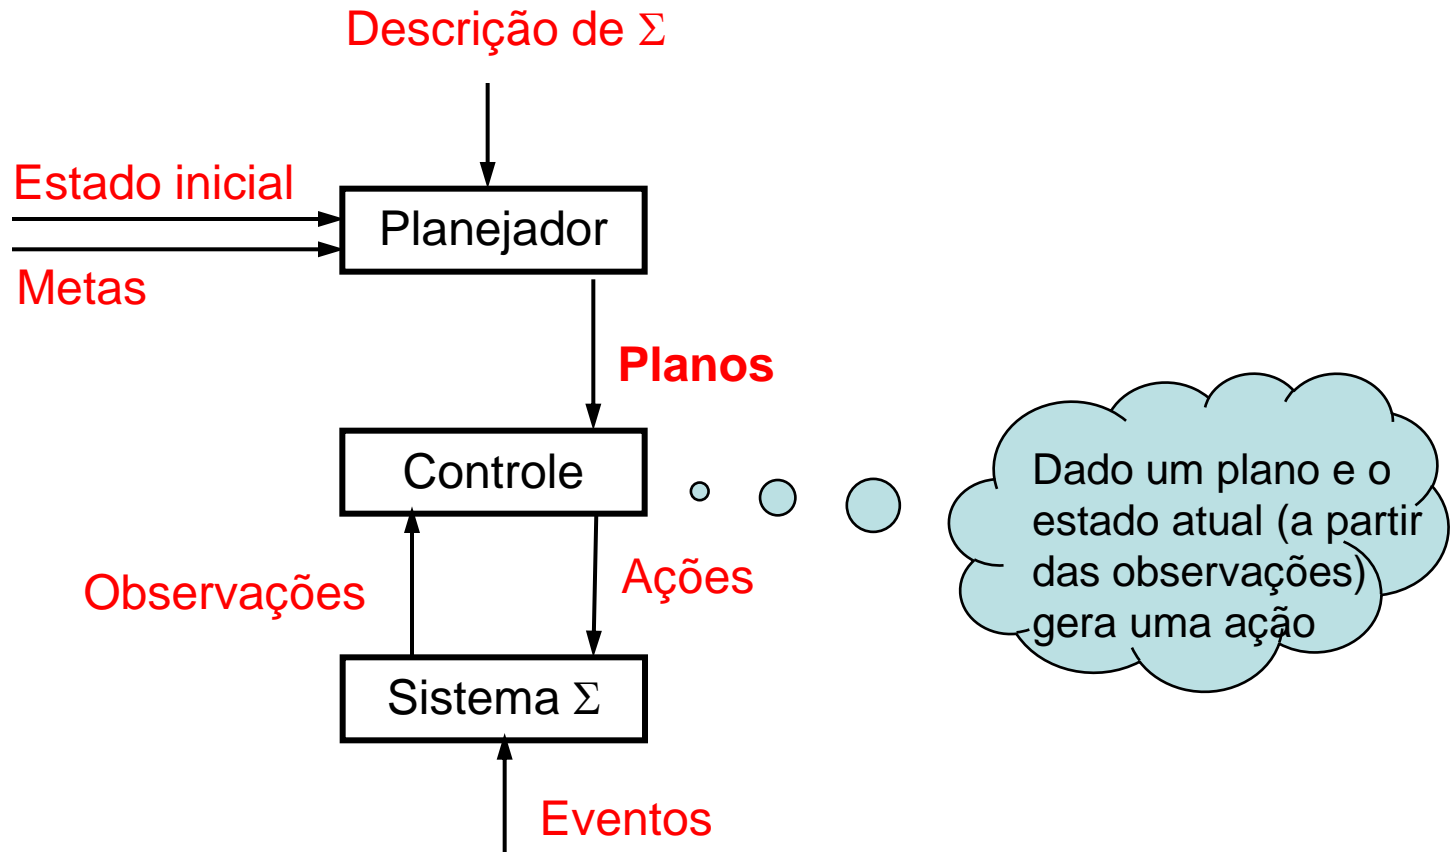 Descrição de Σ
Estado inicial
Planejador
Metas
Planos
Controle
Dado um plano e o
estado atual (a partir
das observações)
gera uma ação
Observações
Ações
Sistema Σ
Eventos